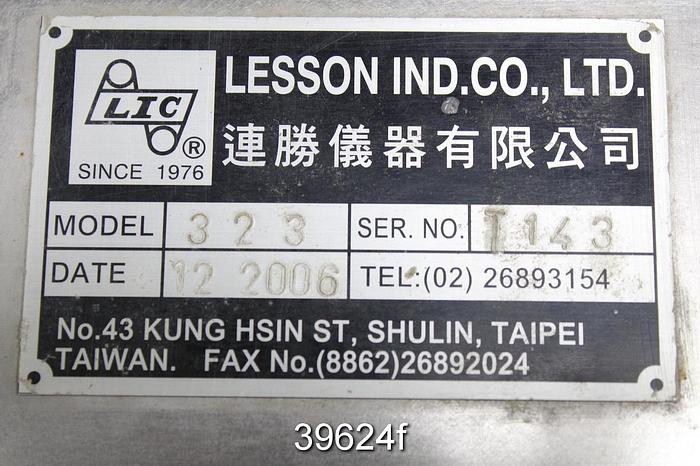 LIC
®
SINCE 1976
LESSON IND.CO., LTD.
連勝儀器有限公司
MODEL 323 SER. NO. T143
DATE 12 2006 TEL:(02) 26893154
No.43 KUNG HSIN ST, SHULIN, TAIPEI
TAIWAN. FAX No.(8862)26892024
39624f